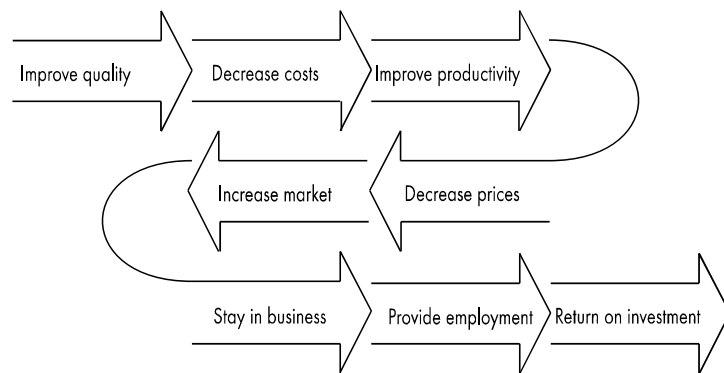 Improve quality
Decrease costs
Improve productivity
Decrease prices
Increase market
Stay in business
Provide employment
Return on investment